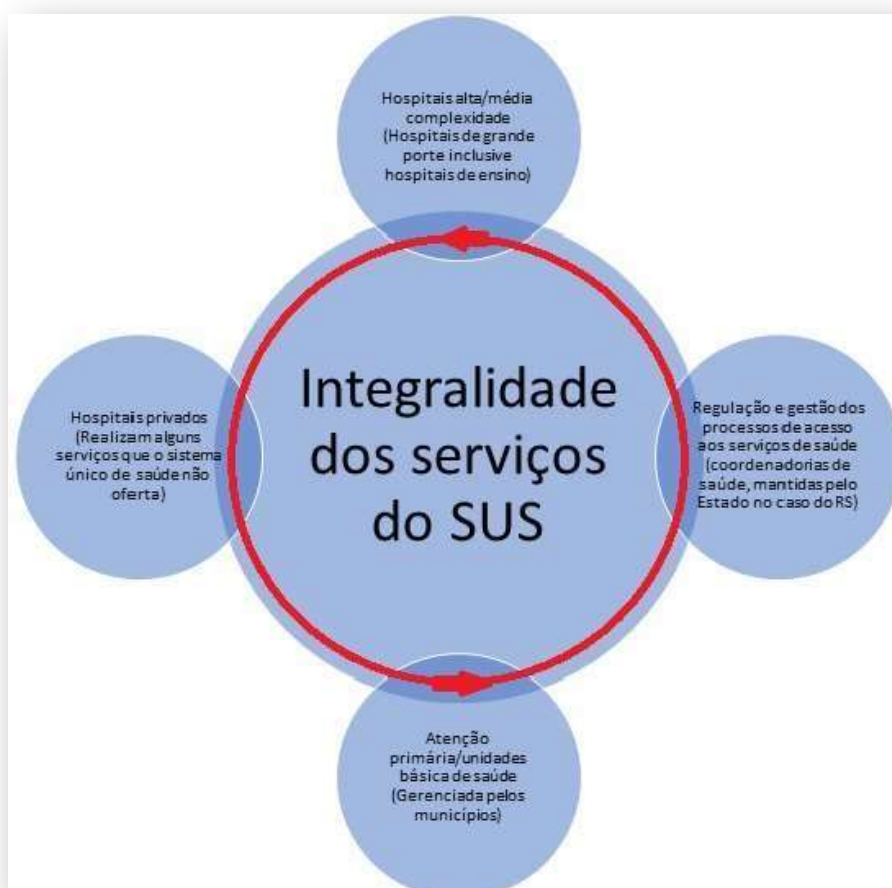 Hospitais alta/média
complexidade
(Hospitais de grande
porte inclusive
hospitais de ensino)
Integralidade
dos serviços
do SUS
Hospitais privados
(Realizam alguns
serviços que o sistema
único de saúde não
oferta)
Regulação e gestão dos
processos de acesso
aos serviços de saúde
(coordenadorias de
saúde, mantidas pelo
Estado no caso do RS)
Atenção
primária/unidades
básica de saúde
(Gerenciada pelos
municípios)